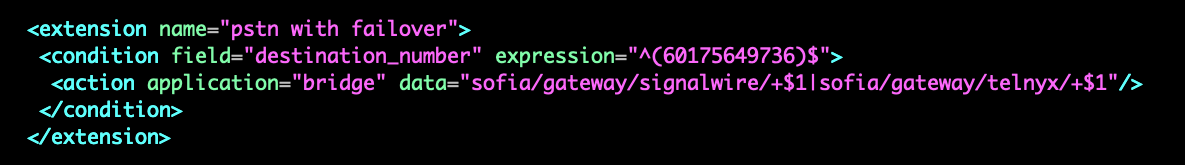 <extension name="pstn with failover">
<condition field="destination_number" expression="^(60175649736)$">
<action application="bridge" data="sofia/gateway/signalwire/+$1|sofia/gateway/telnyx/+$1"/>
</condition>
</extension>